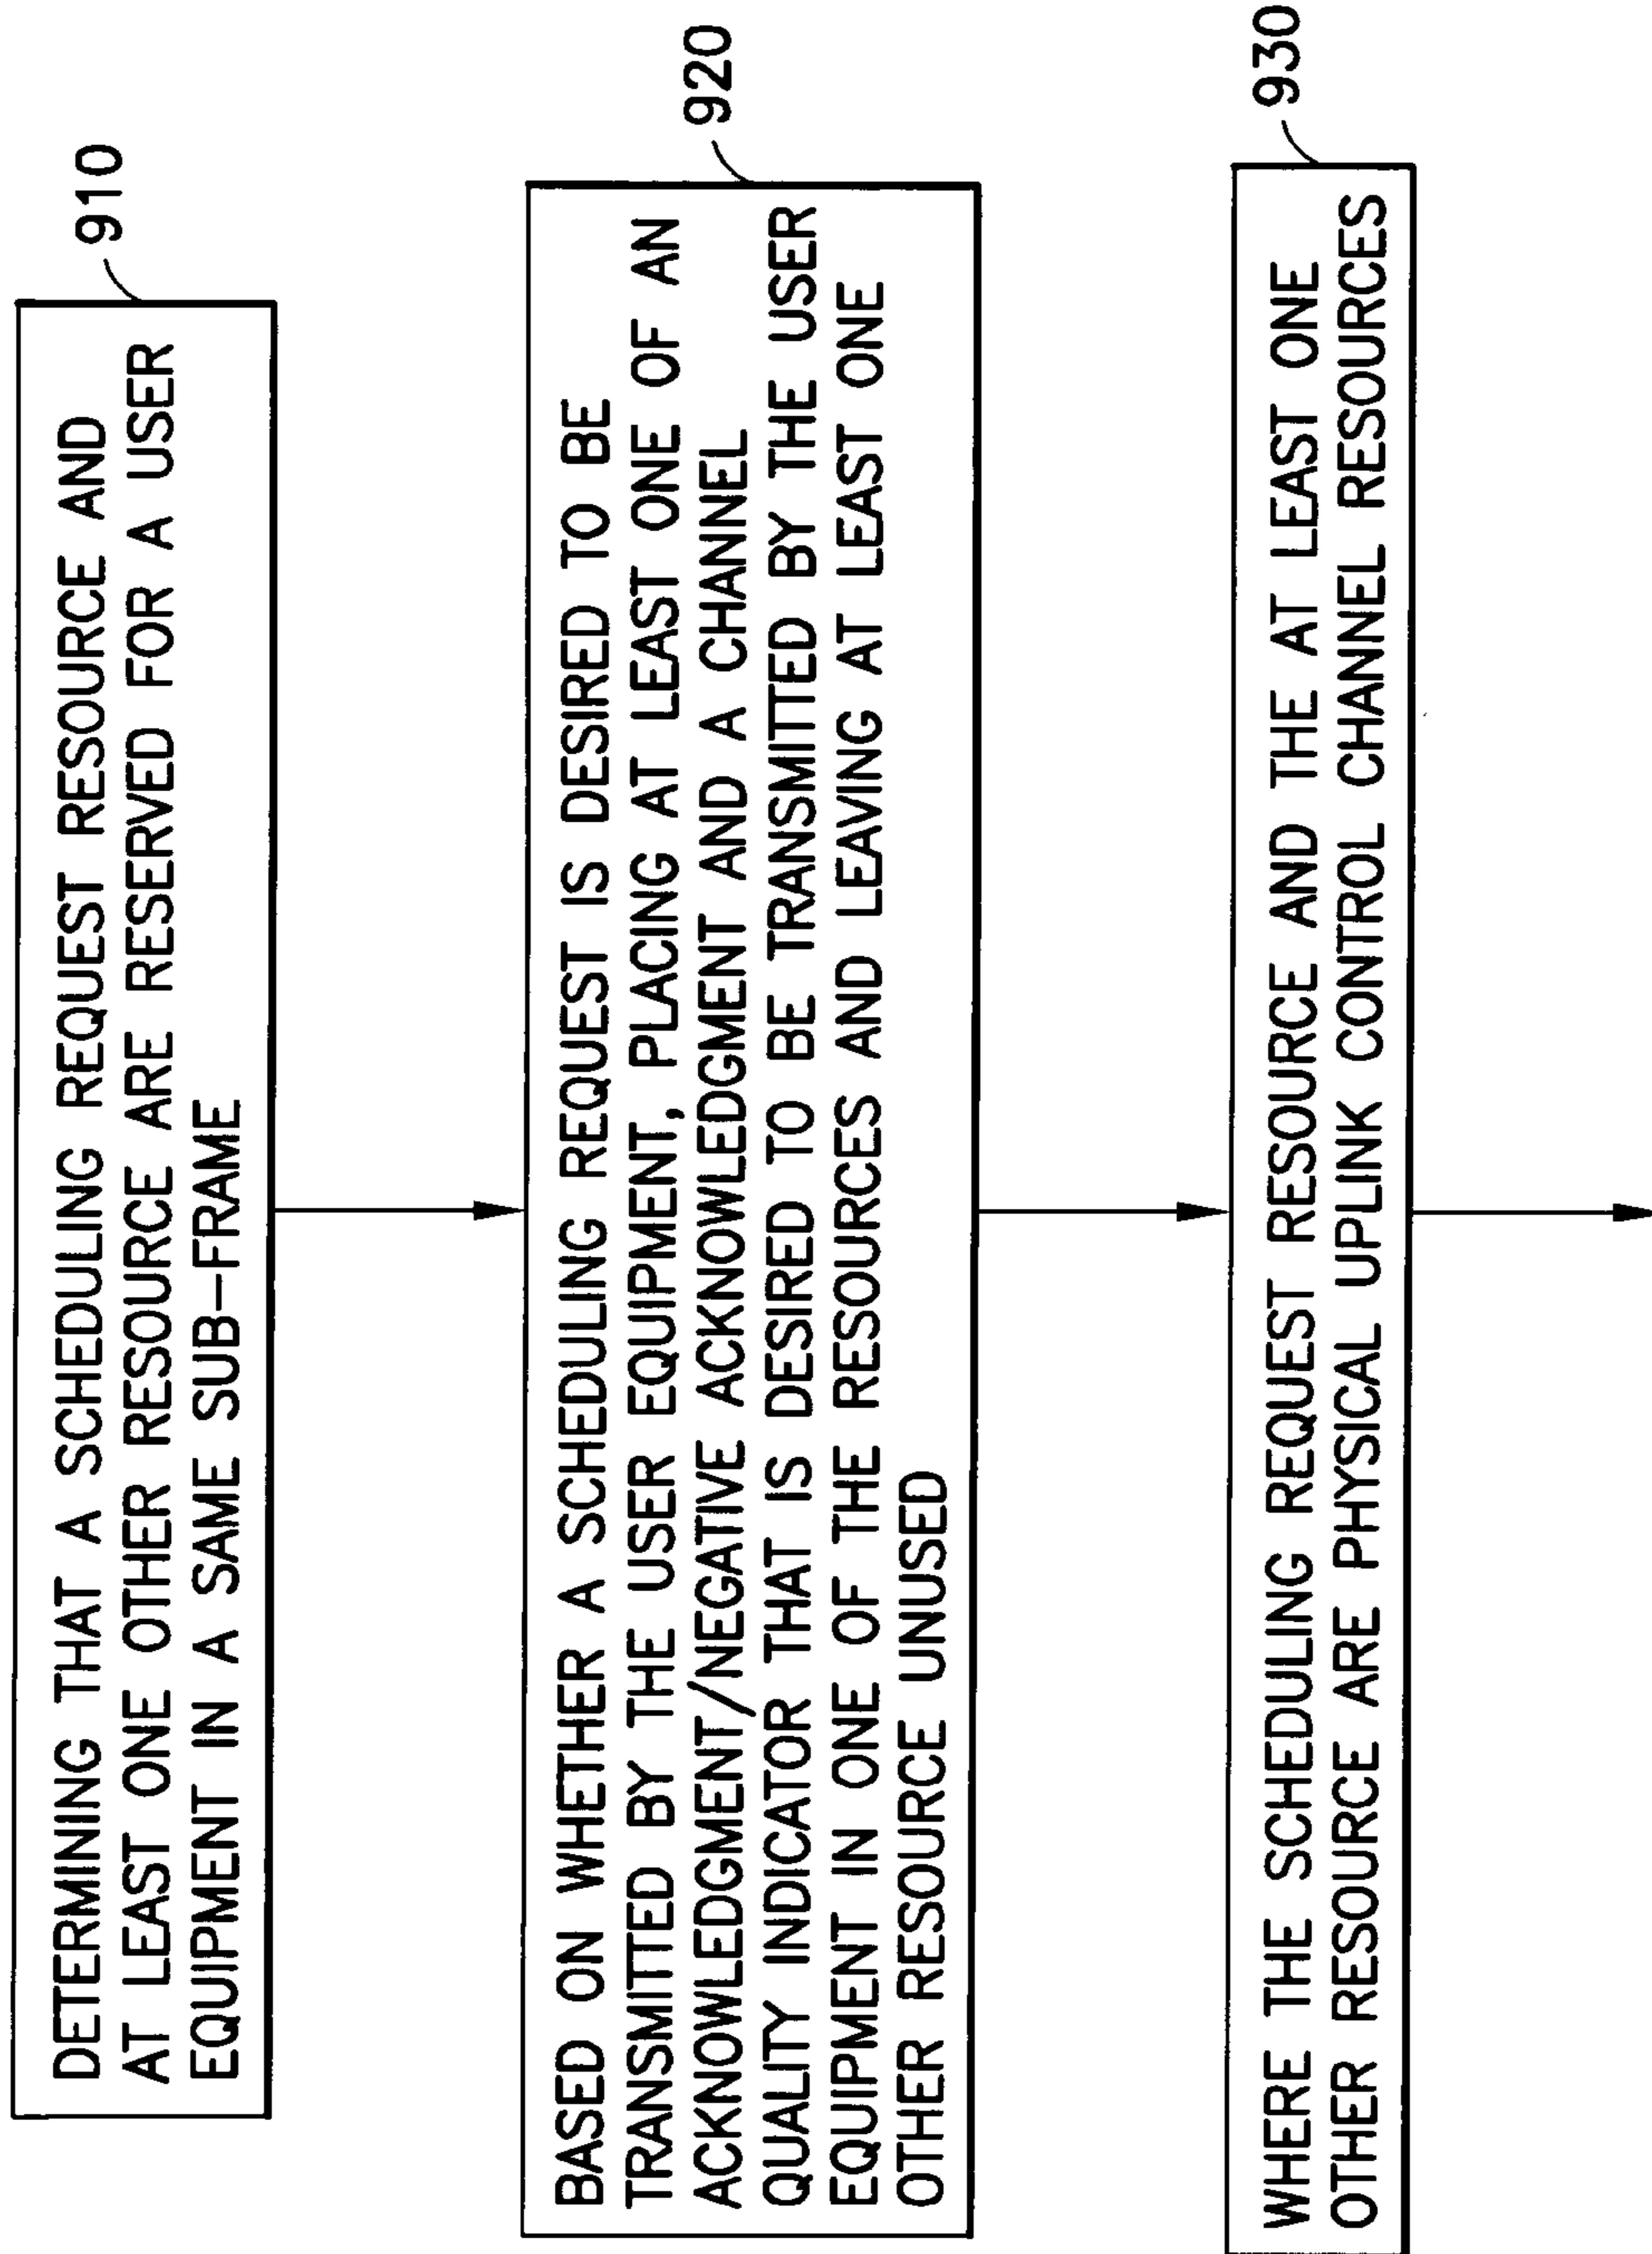 DETERMINING THAT A SCHEDULING REQUEST RESOURCE AND
AT LEAST ONE OTHER RESOURCE ARE RESERVED FOR A USER
EQUIPMENT IN A SAME SUB-FRAME
910
BASED ON WHETHER A SCHEDULING REQUEST IS DESIRED TO BE
TRANSMITTED BY THE USER EQUIPMENT, PLACING AT LEAST ONE OF AN
ACKNOWLEDGMENT/NEGATIVE ACKNOWLEDGMENT AND A CHANNEL
QUALITY INDICATOR THAT IS DESIRED TO BE TRANSMITTED BY THE USER
EQUIPMENT IN ONE OF THE RESOURCES AND LEAVING AT LEAST ONE
OTHER RESOURCE UNUSED
920
WHERE THE SCHEDULING REQUEST RESOURCE AND THE AT LEAST ONE
OTHER RESOURCE ARE PHYSICAL UPLINK CONTROL CHANNEL RESOURCES
930